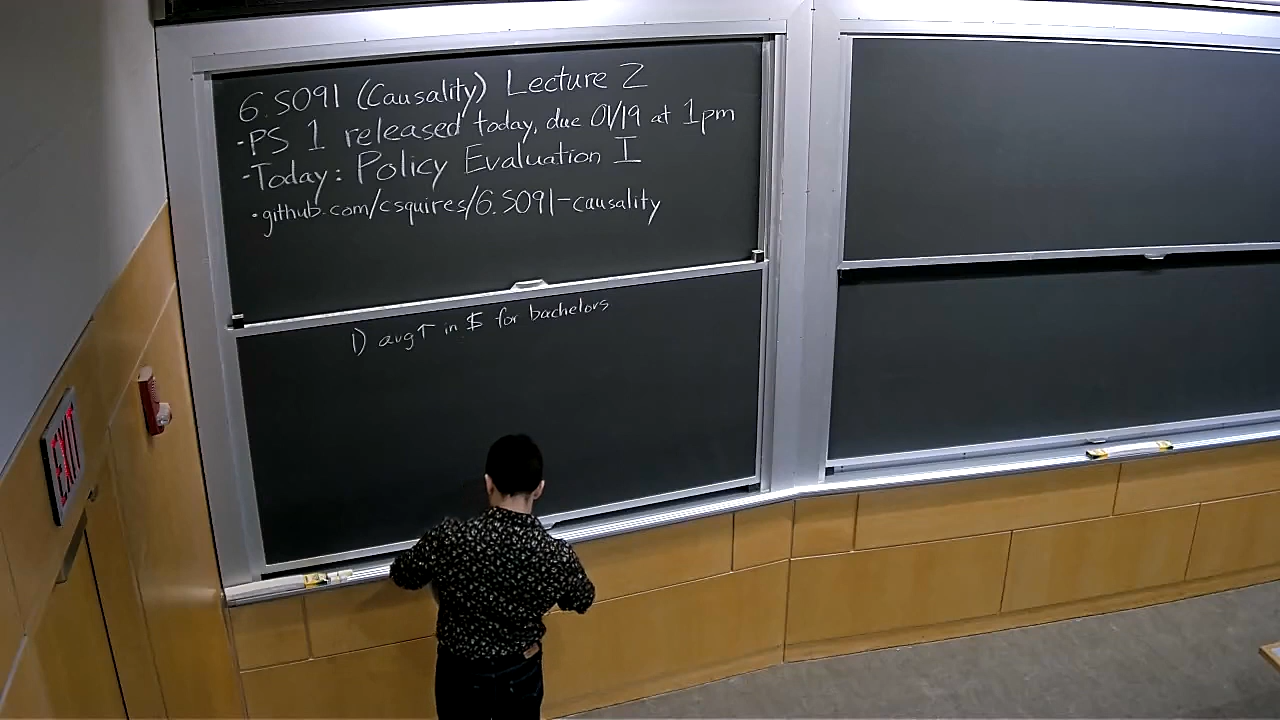 6.S091 (Causality) Lecture 2
-PS 1 released today, due 01/19 at 1pm
-Today: Policy Evaluation I
•github.com/csquires/6.S091-causality
1) avg↑ in $ for bachelors
EXIT